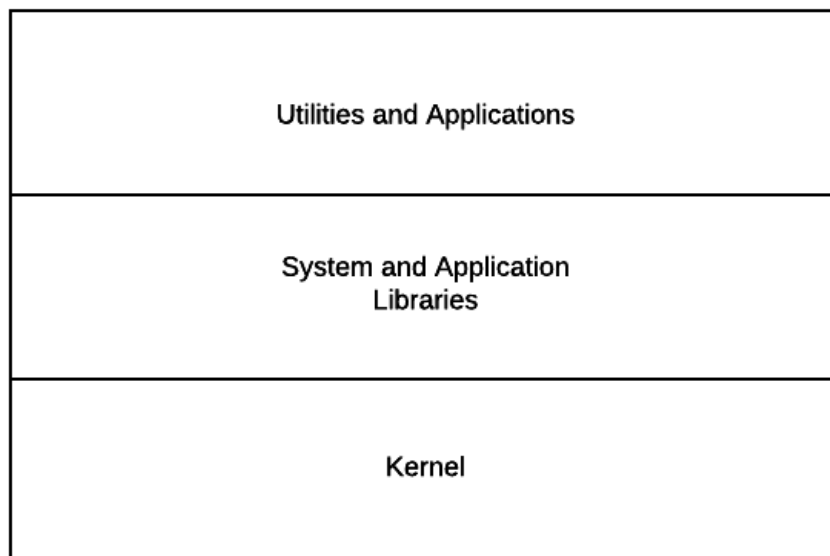 Utilities and Applications
System and Application
Libraries
Kernel